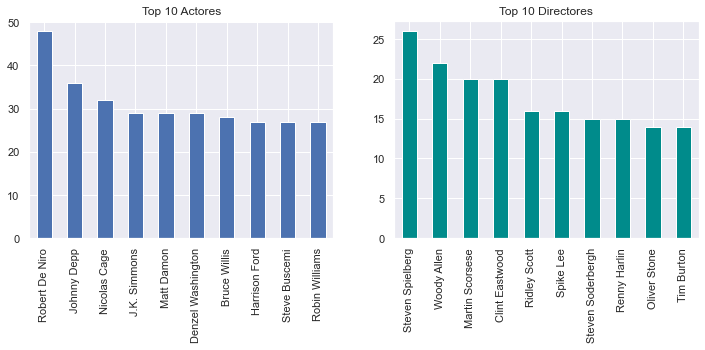 Top 10 Actores
50
40
30
20
10
0
Robert De Niro
Johnny Depp
Nicolas Cage
J.K. Simmons
Matt Damon
Denzel Washington
Bruce Willis
Harrison Ford
Steve Buscemi
Robin Williams
Top 10 Directores
25
20
15
10
5
0
Steven Spielberg
Woody Allen
Martin Scorsese
Clint Eastwood
Ridley Scott
Spike Lee
Steven Soderbergh
Renny Harlin
Oliver Stone
Tim Burton